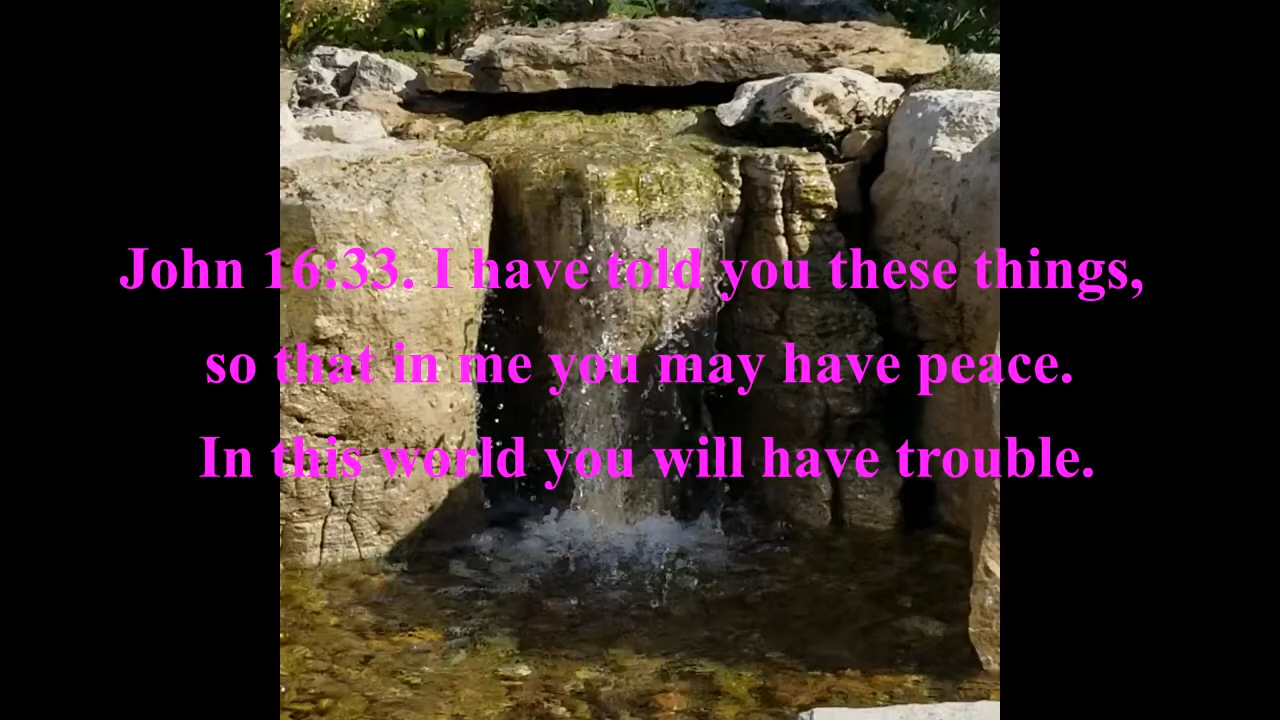 John 16:33. I have told you these things,
so that in me you may have peace.
In this world you will have trouble.